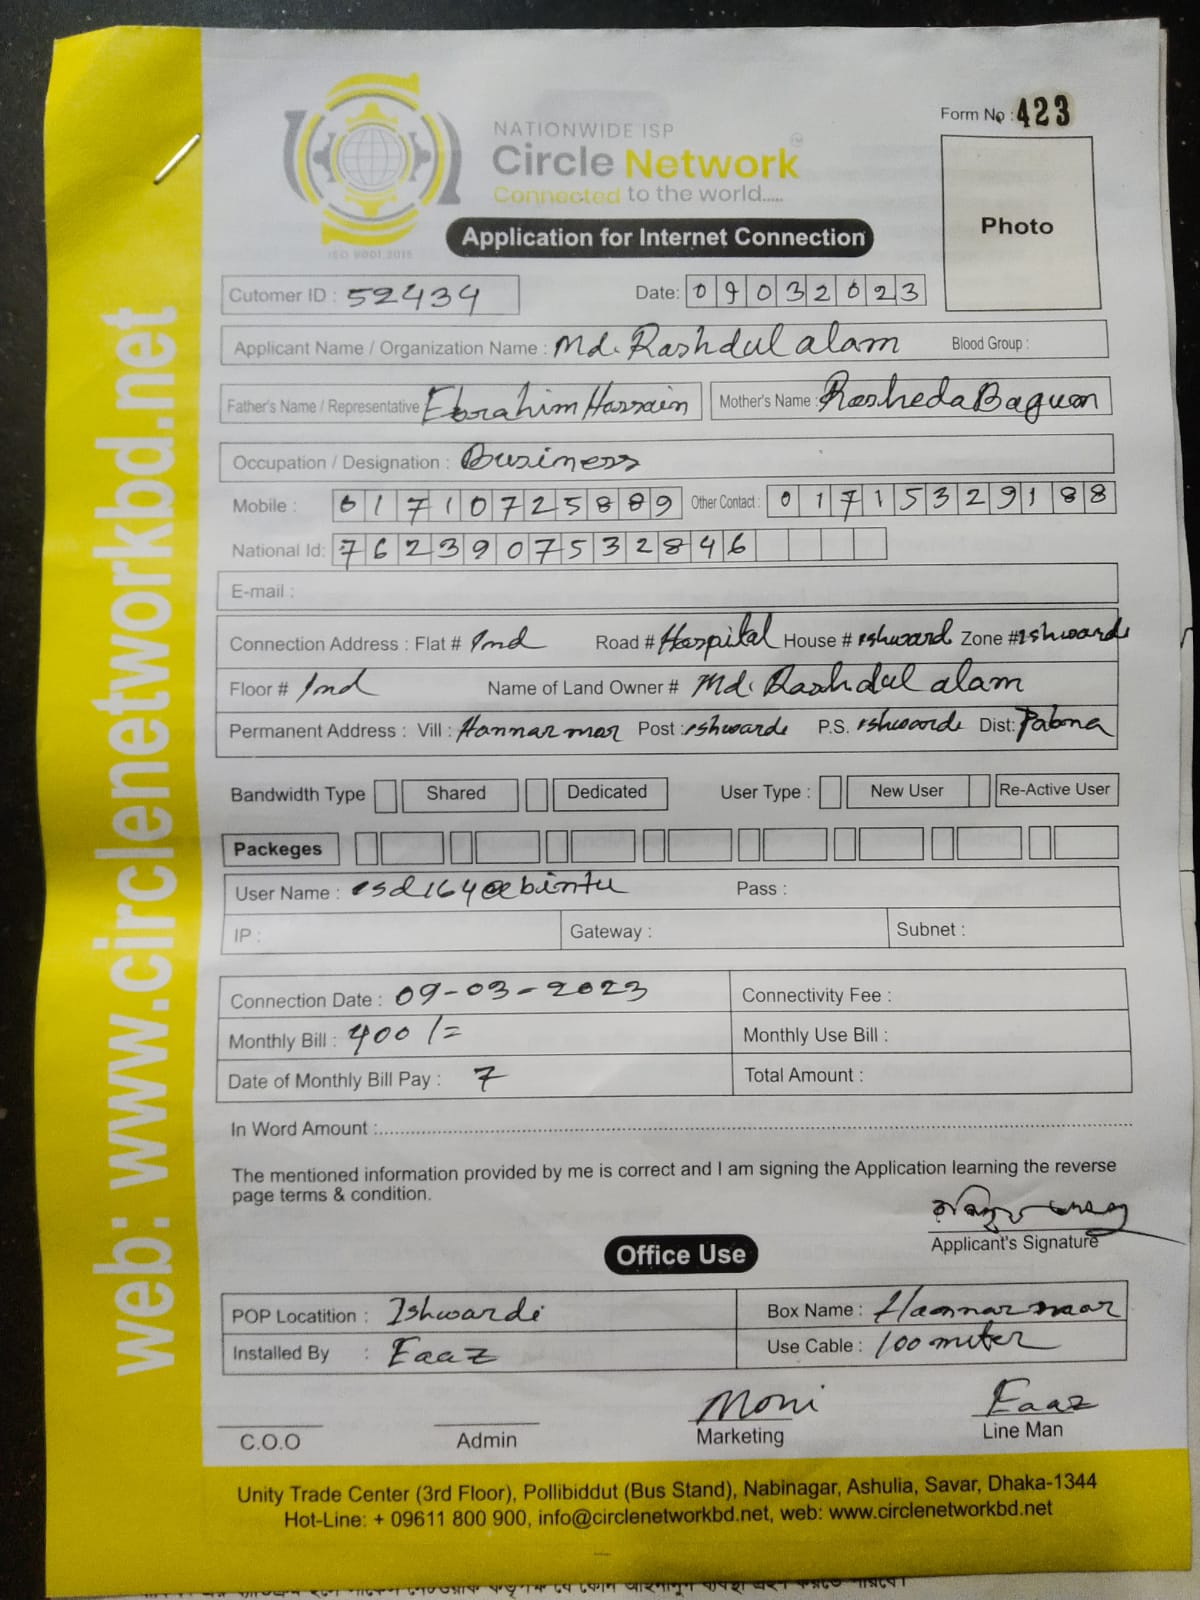 Form No : 423
NATIONWIDE ISP
Circle Network
Connected to the world.....
ISO 9001:2015
Photo
Application for Internet Connection
Cutomer ID : 52434 Date: 09032023
Applicant Name / Organization Name : Md. Rashdul alam Blood Group :
Father's Name / Representative Ebrahim Hossain Mother's Name : Rasheda Bagum
Occupation / Designation : Business
Mobile : 01710725889 Other Contact : 01715329188
National Id: 7623907532846
E-mail :
Connection Address : Flat # 2nd Road # Hospital House # ishward Zone # ishwardi
Floor # 2nd Name of Land Owner # Md. Rashdul alam
Permanent Address : Vill : Post : ishwardi P.S. ishwardi Dist: Pabna
Bandwidth Type Shared Dedicated User Type : New User Re-Active User
Packeges
User Name : esd164@bintu Pass :
IP : Gateway : Subnet :
Connection Date : 09-03-2023 Connectivity Fee :
Monthly Bill : 400/= Monthly Use Bill :
Date of Monthly Bill Pay : 7 Total Amount :
In Word Amount :
The mentioned information provided by me is correct and I am signing the Application learning the reverse
page terms & condition.
Applicant's Signature
Office Use
POP Locatition : Ishwardi Box Name :
Installed By : Eaaz Use Cable : 100 miter
Moni Eaaz
C.O.O Admin Marketing Line Man
Unity Trade Center (3rd Floor), Pollibiddut (Bus Stand), Nabinagar, Ashulia, Savar, Dhaka-1344
Hot-Line: + 09611 800 900, info@circlenetworkbd.net, web: www.circlenetworkbd.net
web: www.circlenetworkbd.net